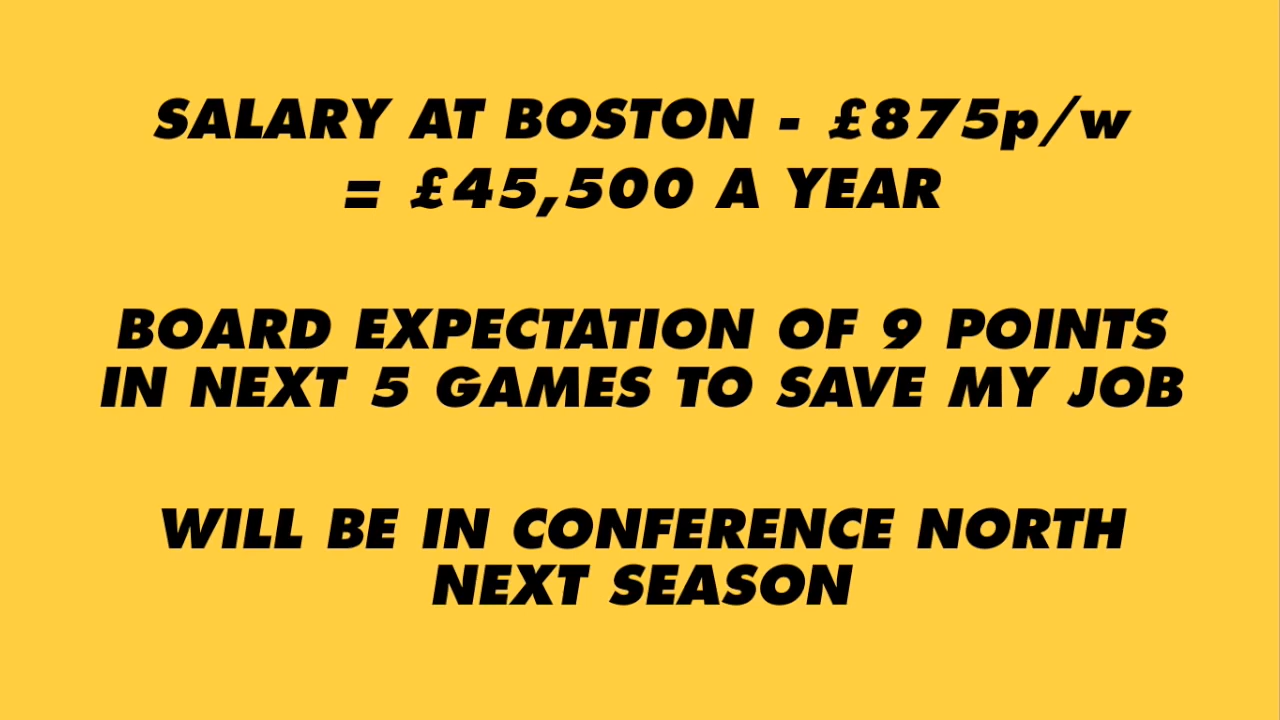 SALARY AT BOSTON - £875p/w
= £45,500 A YEAR
BOARD EXPECTATION OF 9 POINTS
IN NEXT 5 GAMES TO SAVE MY JOB
WILL BE IN CONFERENCE NORTH
NEXT SEASON